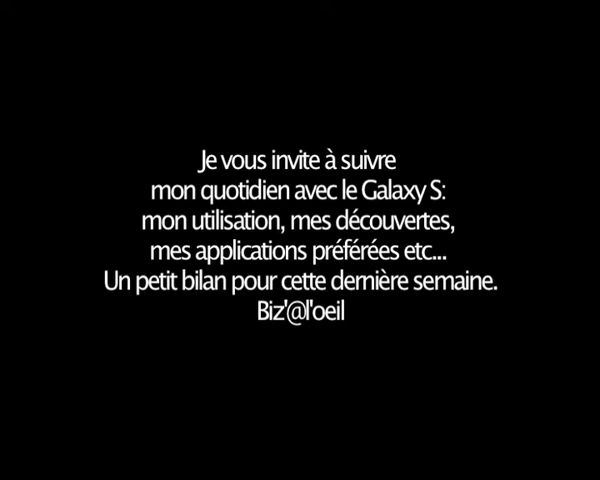 Je vous invite à suivre
mon quotidien avec le Galaxy S:
mon utilisation, mes découvertes,
mes applications préférées etc...
Un petit bilan pour cette dernière semaine.
Biz'@l'oeil